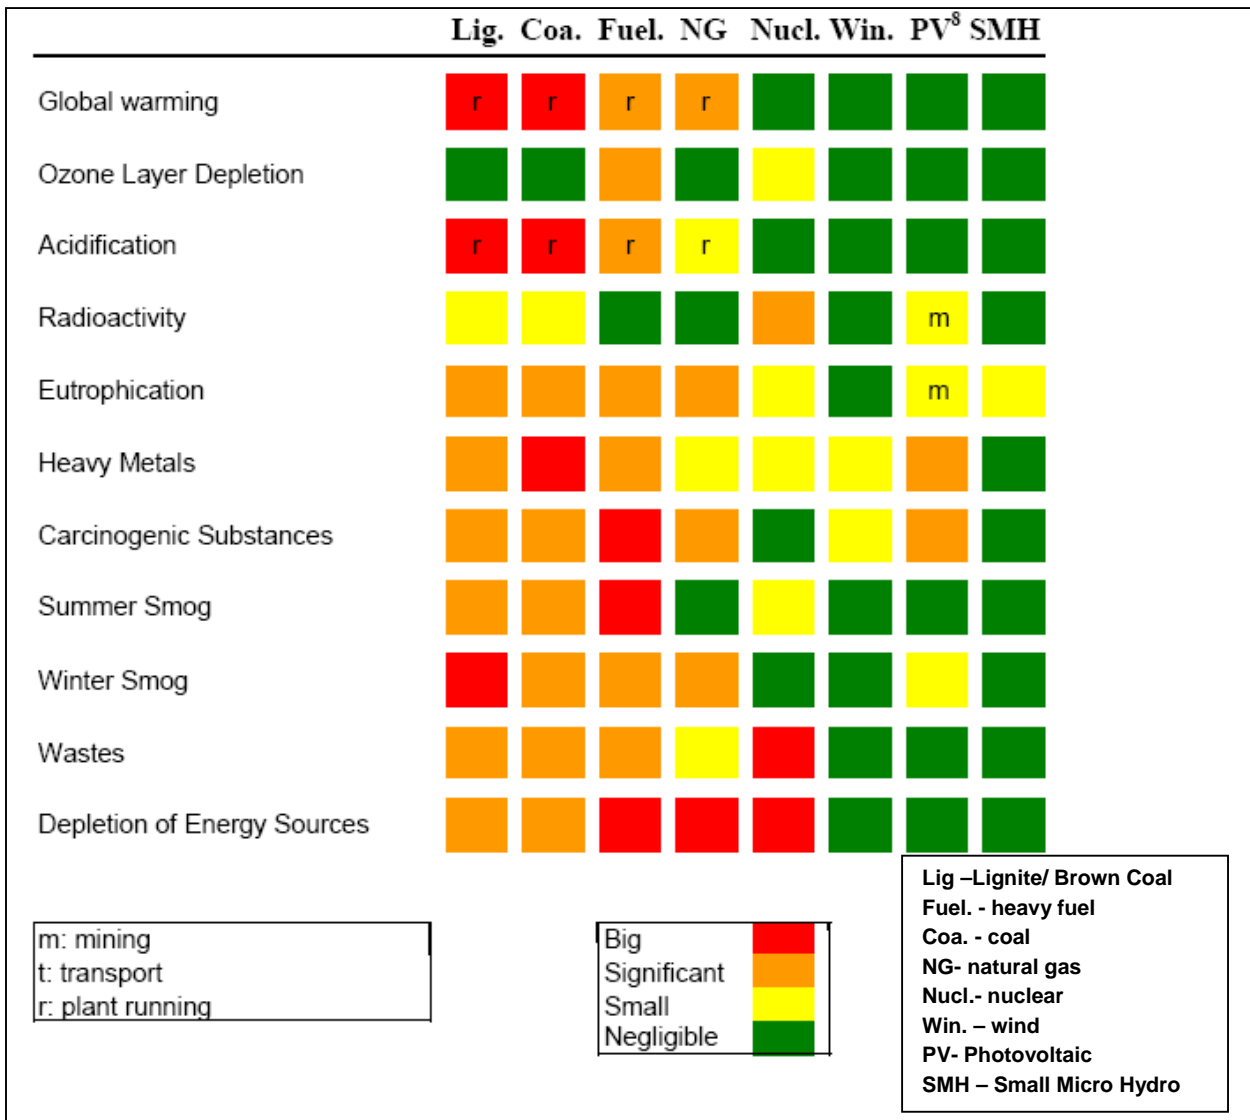 Lig. Coa. Fuel. NG Nucl. Win. PV8 SMH
Global warming r r r r
Ozone Layer Depletion
Acidification r r r r
Radioactivity m
Eutrophication m
Heavy Metals
Carcinogenic Substances
Summer Smog
Winter Smog
Wastes
Depletion of Energy Sources
m: mining
t: transport
r: plant running
Big
Significant
Small
Negligible
Lig –Lignite/ Brown Coal
Fuel. - heavy fuel
Coa. - coal
NG- natural gas
Nucl.- nuclear
Win. – wind
PV- Photovoltaic
SMH – Small Micro Hydro